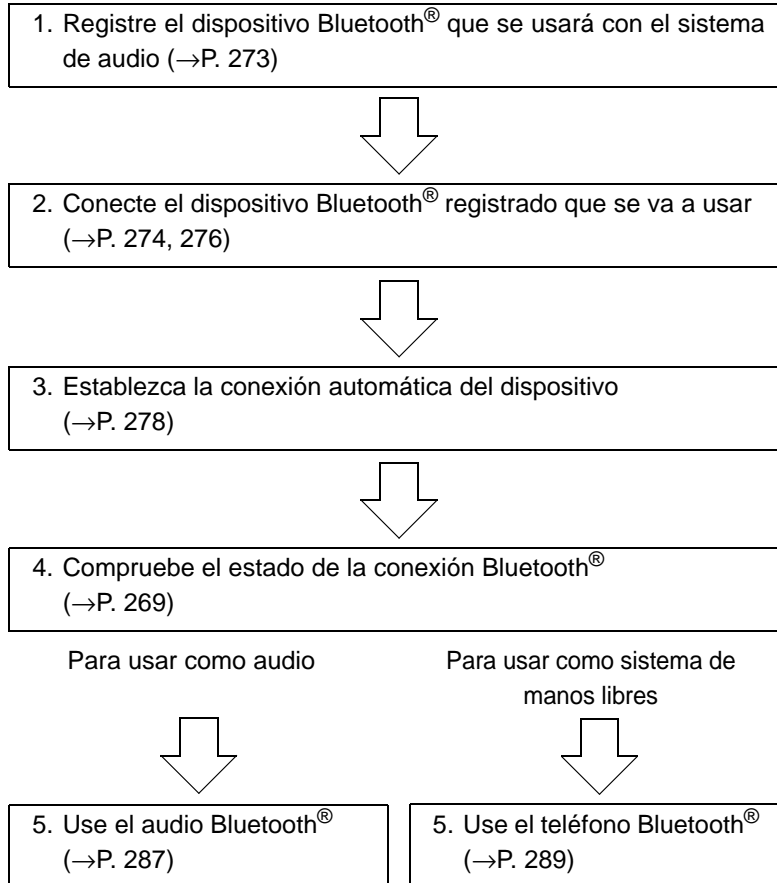 1. Registre el dispositivo Bluetooth® que se usará con el sistema
de audio (→P. 273)
2. Conecte el dispositivo Bluetooth® registrado que se va a usar
(→P. 274, 276)
3. Establezca la conexión automática del dispositivo
(→P. 278)
4. Compruebe el estado de la conexión Bluetooth®
(→P. 269)
Para usar como audio
Para usar como sistema de
manos libres
5. Use el audio Bluetooth®
(→P. 287)
5. Use el teléfono Bluetooth®
(→P. 289)